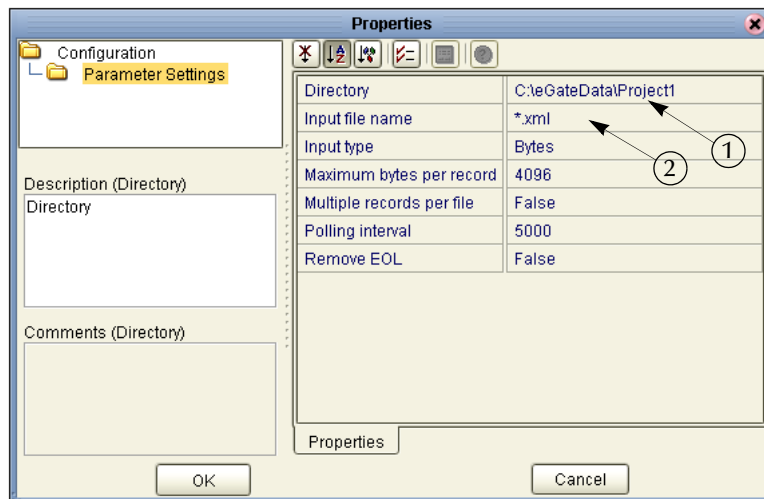 Properties
Configuration
Parameter Settings
Description (Directory)
Directory
Comments (Directory)
Directory C:\eGateData\Project1
Input file name *.xml
Input type Bytes
Maximum bytes per record 4096
Multiple records per file False
Polling interval 5000
Remove EOL False
1
2
Properties
OK
Cancel